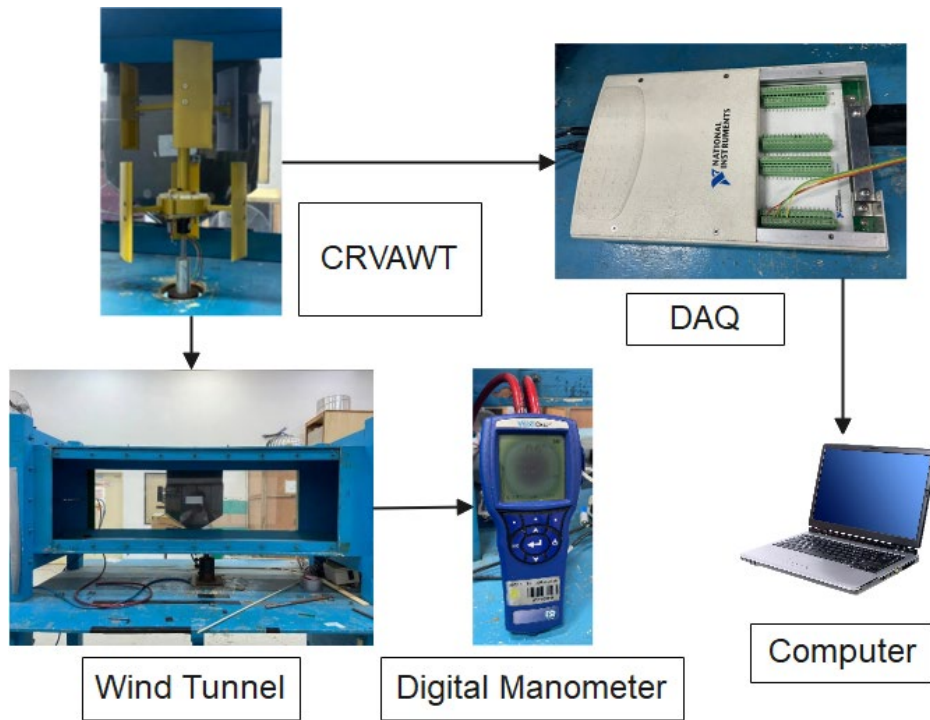 NATIONAL
INSTRUMENTS
CRVAWT
DAQ
Wind Tunnel
Digital Manometer
Computer